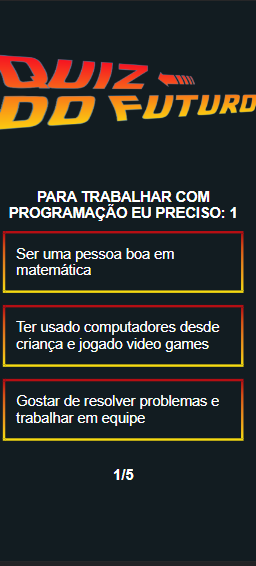 QUIZ
DO FUTURO
PARA TRABALHAR COM
PROGRAMAÇÃO EU PRECISO: 1
Ser uma pessoa boa em
matemática
Ter usado computadores desde
criança e jogado video games
Gostar de resolver problemas e
trabalhar em equipe
1/5